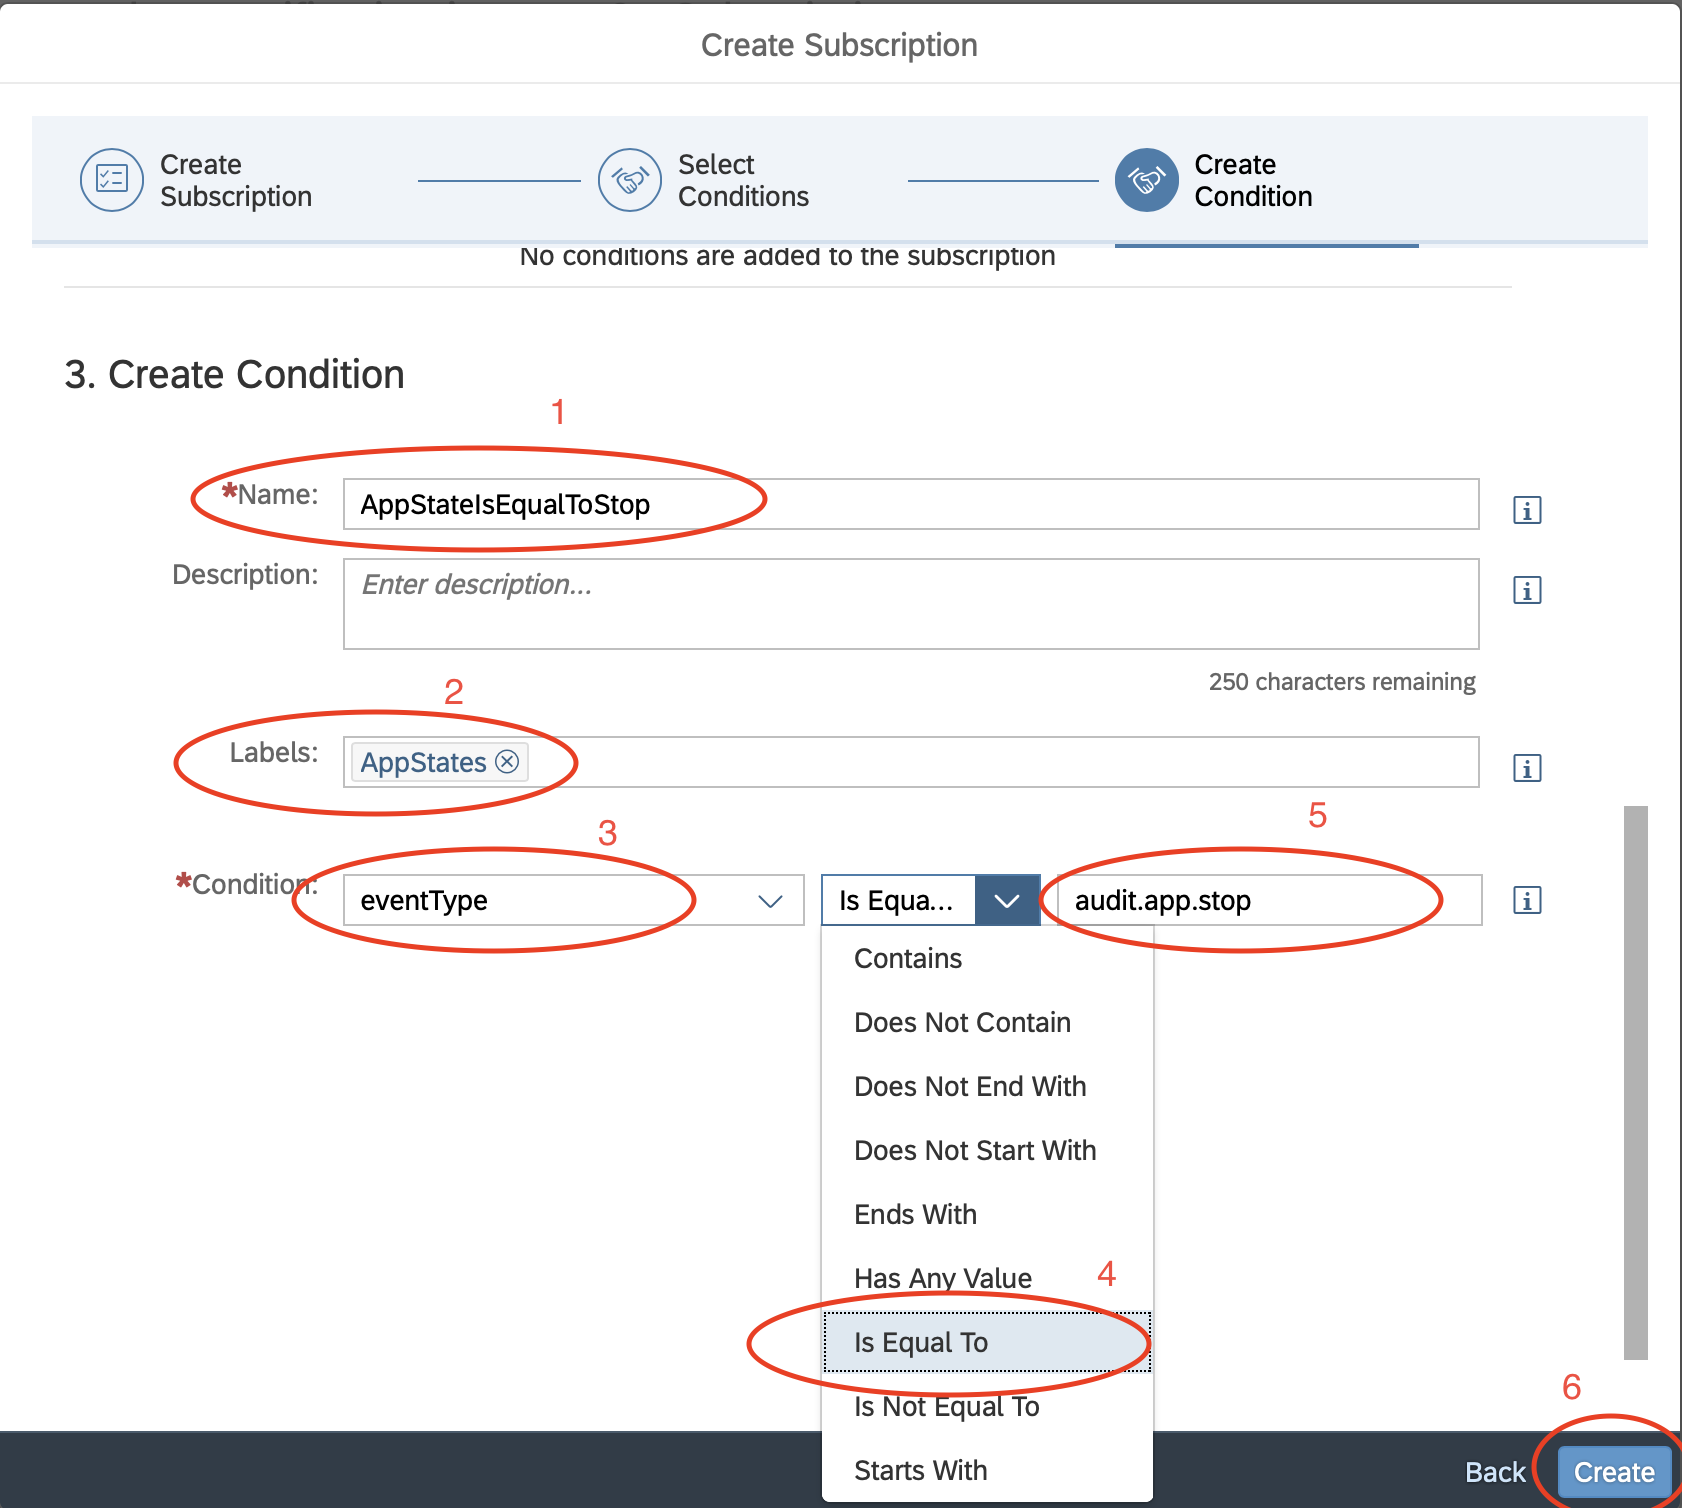 Create Subscription
Create
Subscription
Select
Conditions
Create
Condition
No conditions are added to the subscription
3. Create Condition
1
*Name:
AppStateIsEqualToStop
i
Description:
Enter description...
i
250 characters remaining
2
Labels:
AppStates
i
3
5
*Condition:
eventType
Is Equa...
audit.app.stop
i
Contains
Does Not Contain
Does Not End With
Does Not Start With
Ends With
Has Any Value
4
Is Equal To
Is Not Equal To
6
Starts With
Back
Create